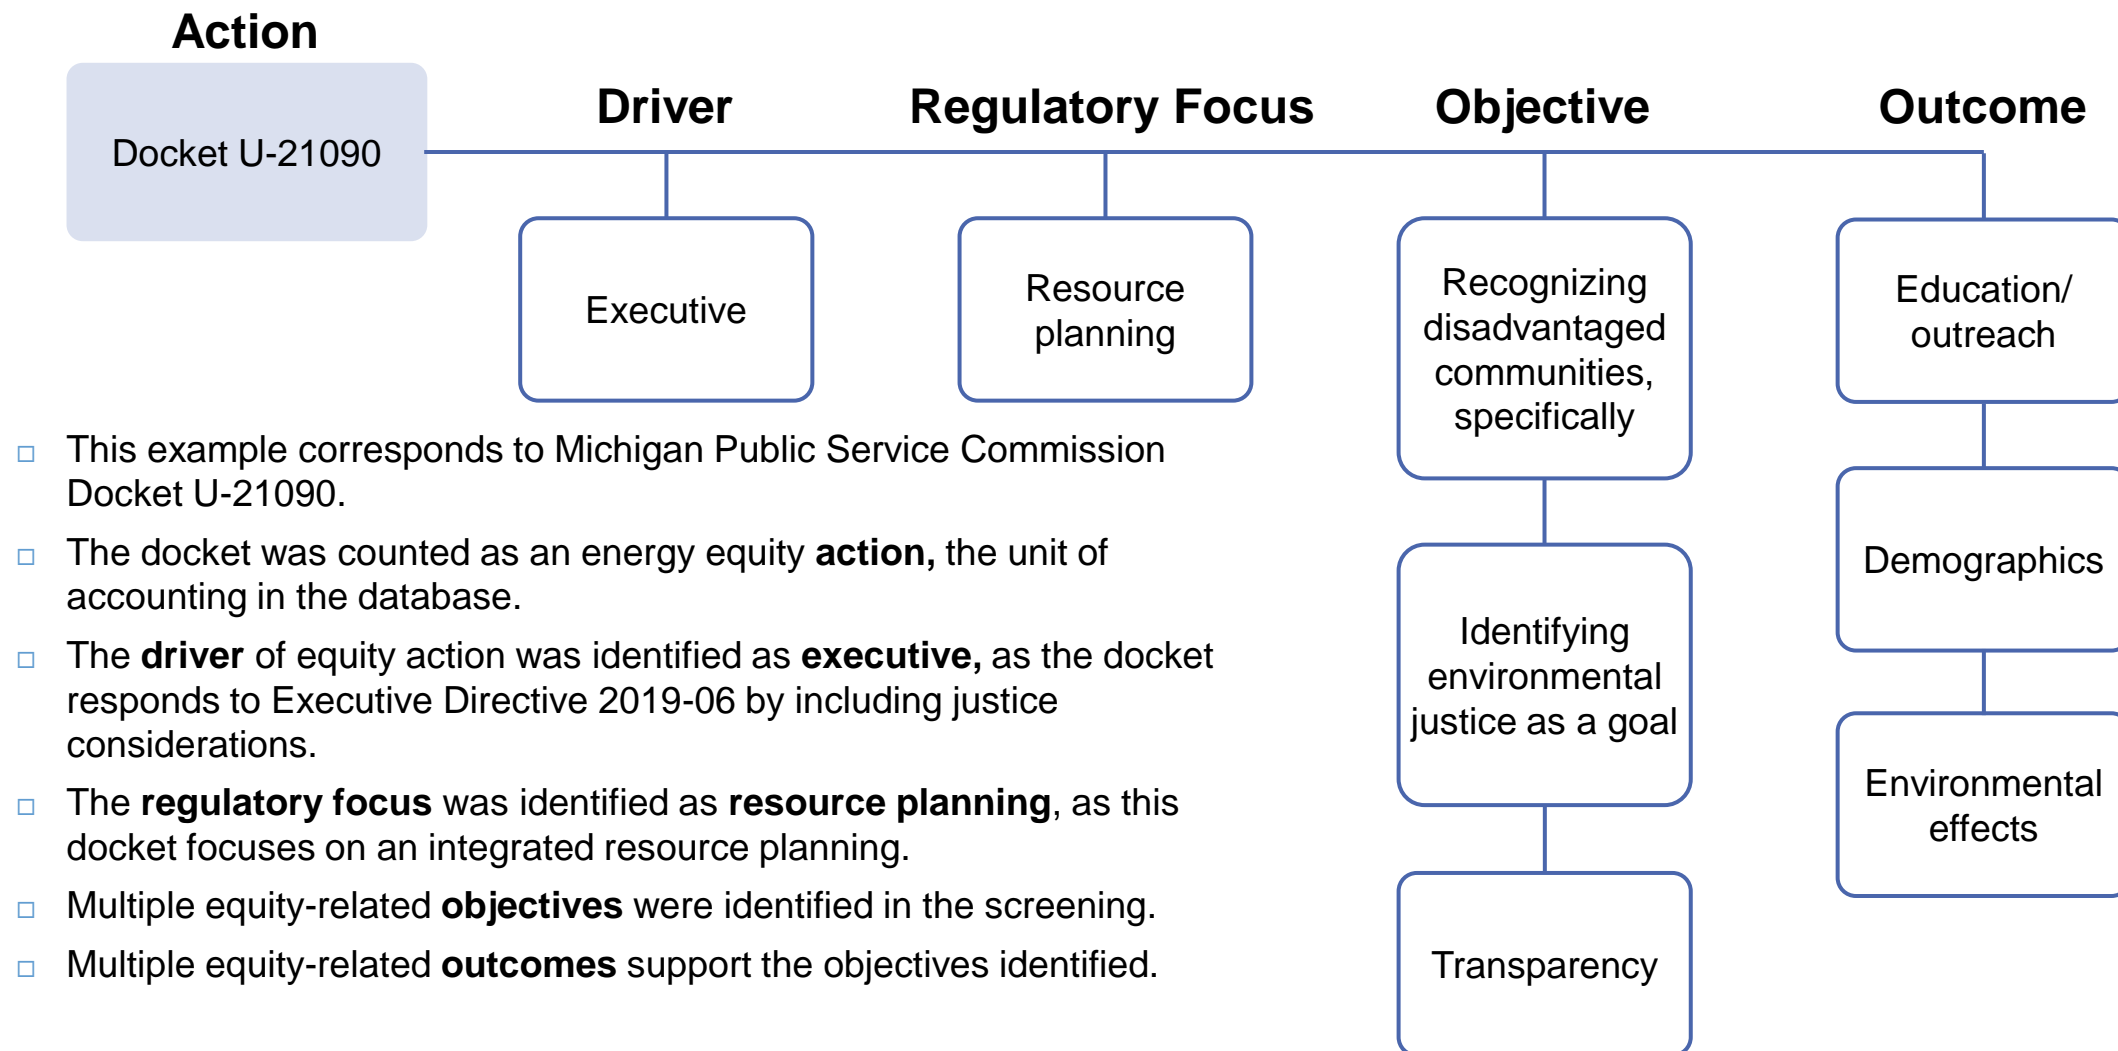 Action
Docket U-21090
Driver
Regulatory Focus
Objective
Outcome
Executive
Resource
planning
Recognizing
disadvantaged
communities,
specifically
Identifying
environmental
justice as a goal
Transparency
Education/
outreach
Demographics
Environmental
effects
This example corresponds to Michigan Public Service Commission
Docket U-21090.
The docket was counted as an energy equity action, the unit of
accounting in the database.
The driver of equity action was identified as executive, as the docket
responds to Executive Directive 2019-06 by including justice
considerations.
The regulatory focus was identified as resource planning, as this
docket focuses on an integrated resource planning.
Multiple equity-related objectives were identified in the screening.
Multiple equity-related outcomes support the objectives identified.